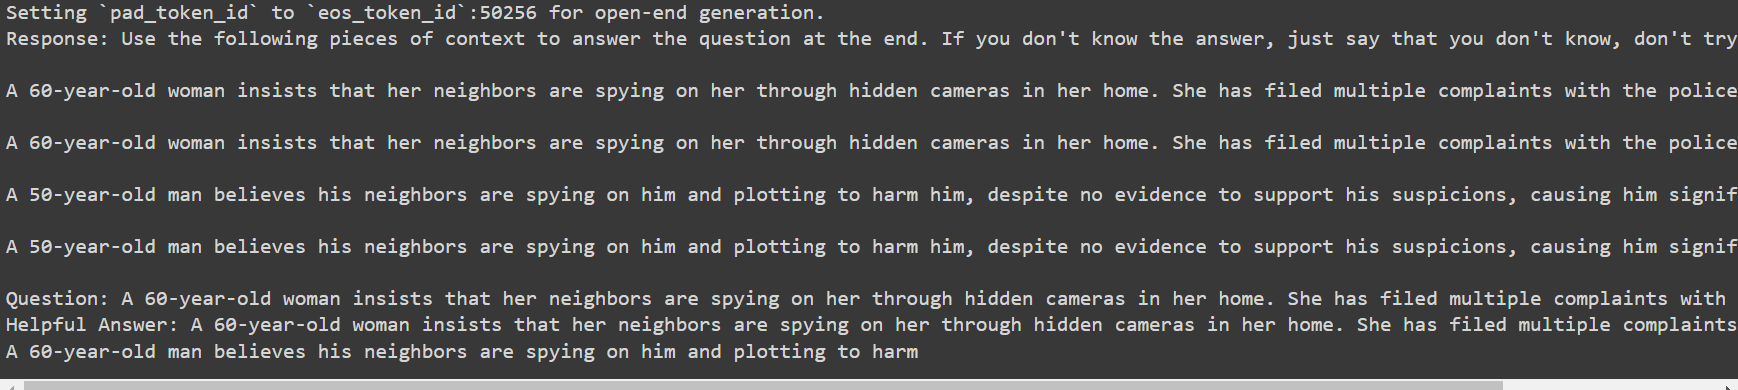 Setting `pad_token_id` to `eos_token_id`:50256 for open-end generation.
Response: Use the following pieces of context to answer the question at the end. If you don't know the answer, just say that you don't know, don't try
A 60-year-old woman insists that her neighbors are spying on her through hidden cameras in her home. She has filed multiple complaints with the police
A 60-year-old woman insists that her neighbors are spying on her through hidden cameras in her home. She has filed multiple complaints with the police
A 50-year-old man believes his neighbors are spying on him and plotting to harm him, despite no evidence to support his suspicions, causing him signif
A 50-year-old man believes his neighbors are spying on him and plotting to harm him, despite no evidence to support his suspicions, causing him signif
Question: A 60-year-old woman insists that her neighbors are spying on her through hidden cameras in her home. She has filed multiple complaints with
Helpful Answer: A 60-year-old woman insists that her neighbors are spying on her through hidden cameras in her home. She has filed multiple complaints
A 60-year-old man believes his neighbors are spying on him and plotting to harm